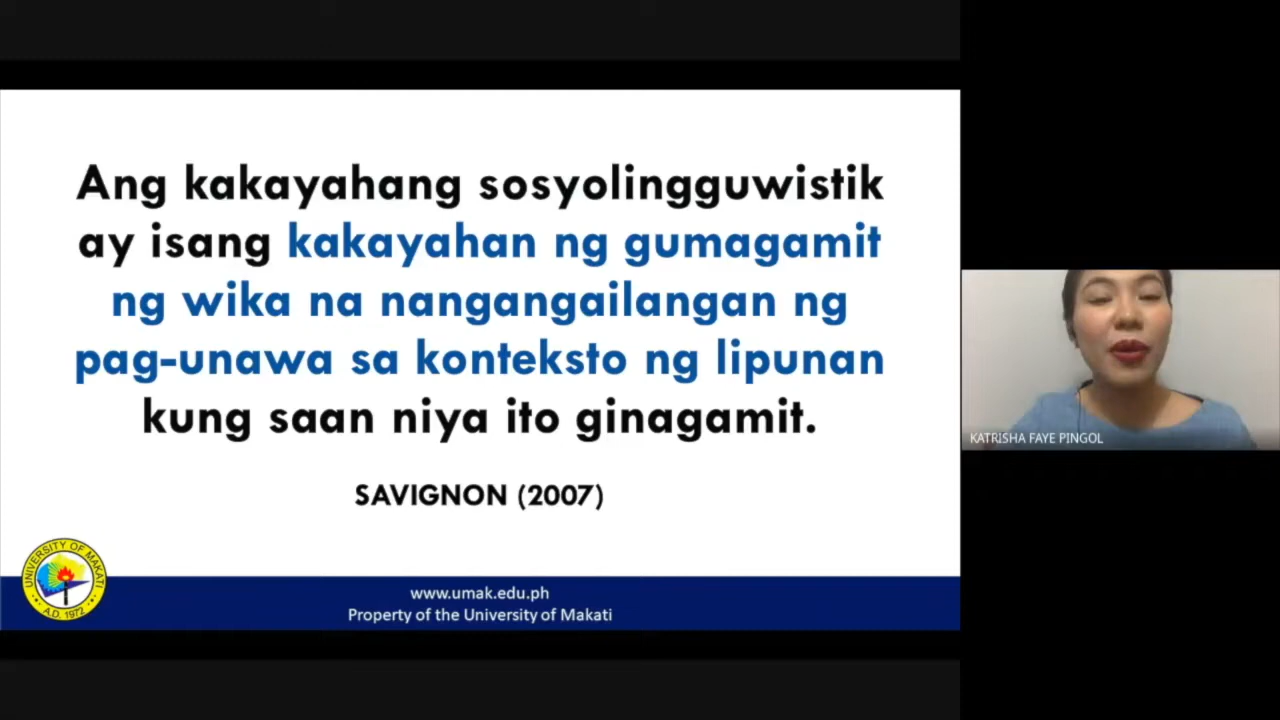 Ang kakayahang sosyolingguwistik
ay isang kakayahan ng gumagamit
ng wika na nangangailangan ng
pag-unawa sa konteksto ng lipunan
kung saan niya ito ginagamit.
SAVIGNON (2007)
UNIVERSITY OF MAKATI
A.D. 1972
www.umak.edu.ph
Property of the University of Makati
KATRISHA FAYE PINGOL